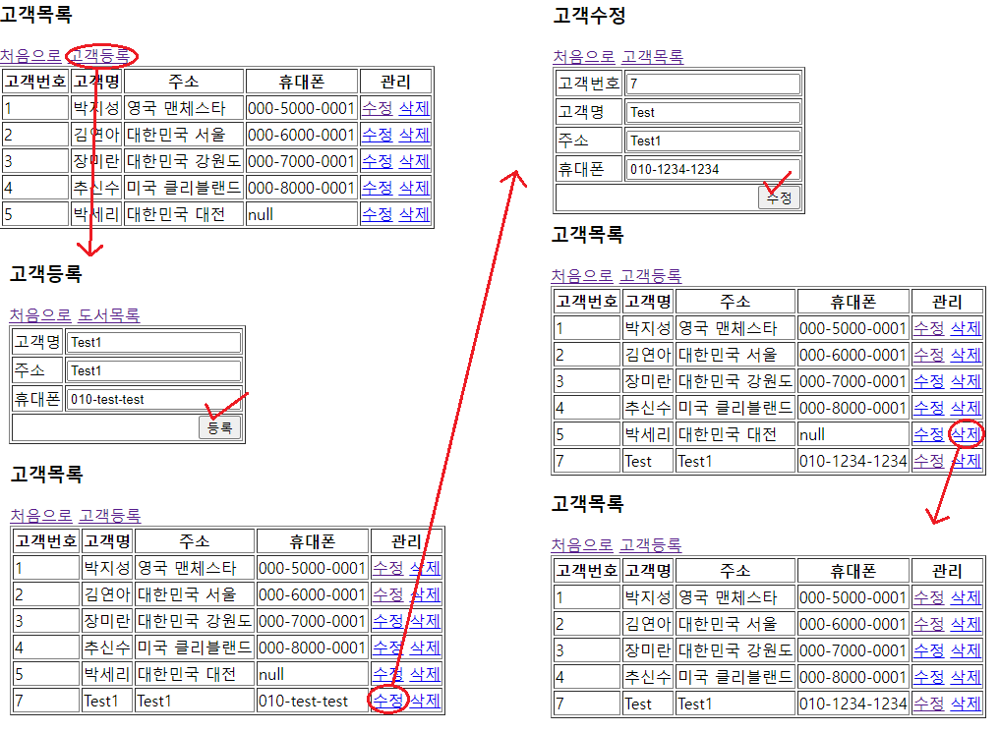 고객목록
처음으로 고객등록
고객번호 고객명 주소 휴대폰 관리
1 박지성 영국 맨체스타 000-5000-0001 수정 삭제
2 김연아 대한민국 서울 000-6000-0001 수정 삭제
3 장미란 대한민국 강원도 000-7000-0001 수정 삭제
4 추신수 미국 클리블랜드 000-8000-0001 수정 삭제
5 박세리 대한민국 대전 null 수정 삭제
고객등록
처음으로 도서목록
고객명 Test1
주소 Test1
휴대폰 010-test-test
등록
고객목록
처음으로 고객등록
고객번호 고객명 주소 휴대폰 관리
1 박지성 영국 맨체스타 000-5000-0001 수정 삭제
2 김연아 대한민국 서울 000-6000-0001 수정 삭제
3 장미란 대한민국 강원도 000-7000-0001 수정 삭제
4 추신수 미국 클리블랜드 000-8000-0001 수정 삭제
5 박세리 대한민국 대전 null 수정 삭제
7 Test1 Test1 010-test-test 수정 삭제
고객수정
처음으로 고객목록
고객번호 7
고객명 Test
주소 Test1
휴대폰 010-1234-1234
수정
고객목록
처음으로 고객등록
고객번호 고객명 주소 휴대폰 관리
1 박지성 영국 맨체스타 000-5000-0001 수정 삭제
2 김연아 대한민국 서울 000-6000-0001 수정 삭제
3 장미란 대한민국 강원도 000-7000-0001 수정 삭제
4 추신수 미국 클리블랜드 000-8000-0001 수정 삭제
5 박세리 대한민국 대전 null 수정 삭제
7 Test Test1 010-1234-1234 수정 삭제
고객목록
처음으로 고객등록
고객번호 고객명 주소 휴대폰 관리
1 박지성 영국 맨체스타 000-5000-0001 수정 삭제
2 김연아 대한민국 서울 000-6000-0001 수정 삭제
3 장미란 대한민국 강원도 000-7000-0001 수정 삭제
4 추신수 미국 클리블랜드 000-8000-0001 수정 삭제
7 Test Test1 010-1234-1234 수정 삭제